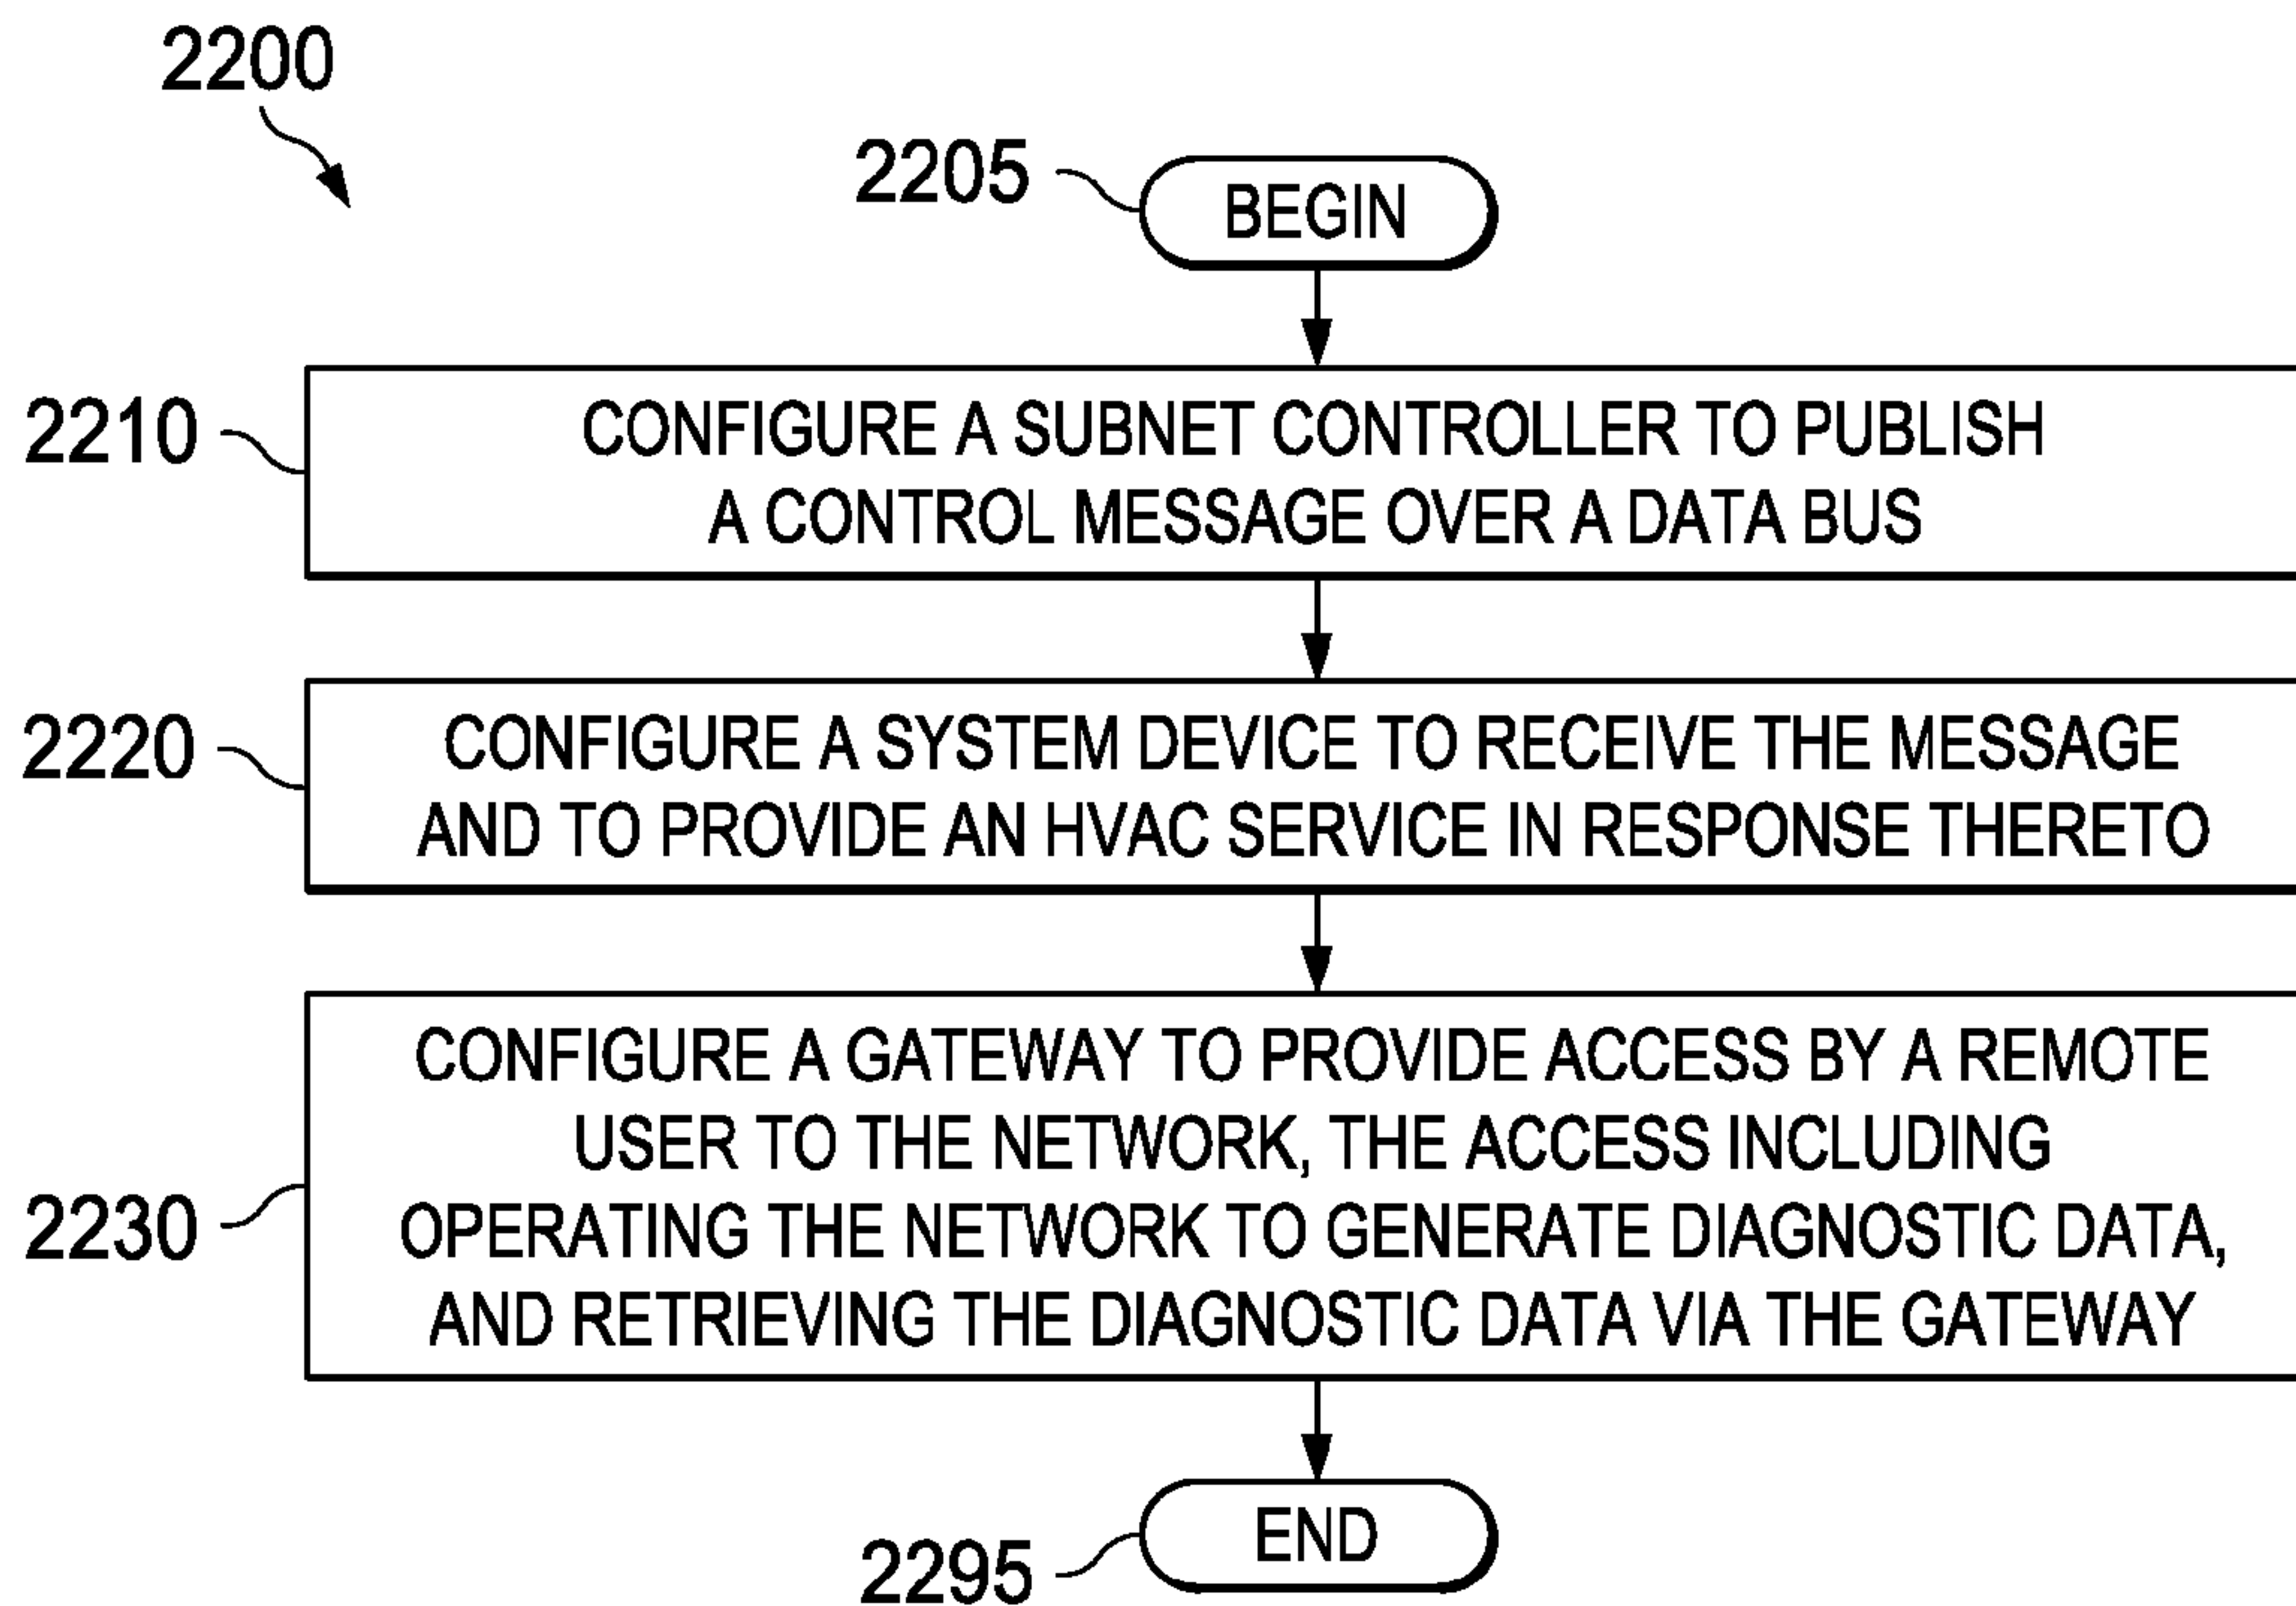 2200
2205
BEGIN
2210
CONFIGURE A SUBNET CONTROLLER TO PUBLISH
A CONTROL MESSAGE OVER A DATA BUS
2220
CONFIGURE A SYSTEM DEVICE TO RECEIVE THE MESSAGE
AND TO PROVIDE AN HVAC SERVICE IN RESPONSE THERETO
2230
CONFIGURE A GATEWAY TO PROVIDE ACCESS BY A REMOTE
USER TO THE NETWORK, THE ACCESS INCLUDING
OPERATING THE NETWORK TO GENERATE DIAGNOSTIC DATA,
AND RETRIEVING THE DIAGNOSTIC DATA VIA THE GATEWAY
2295
END